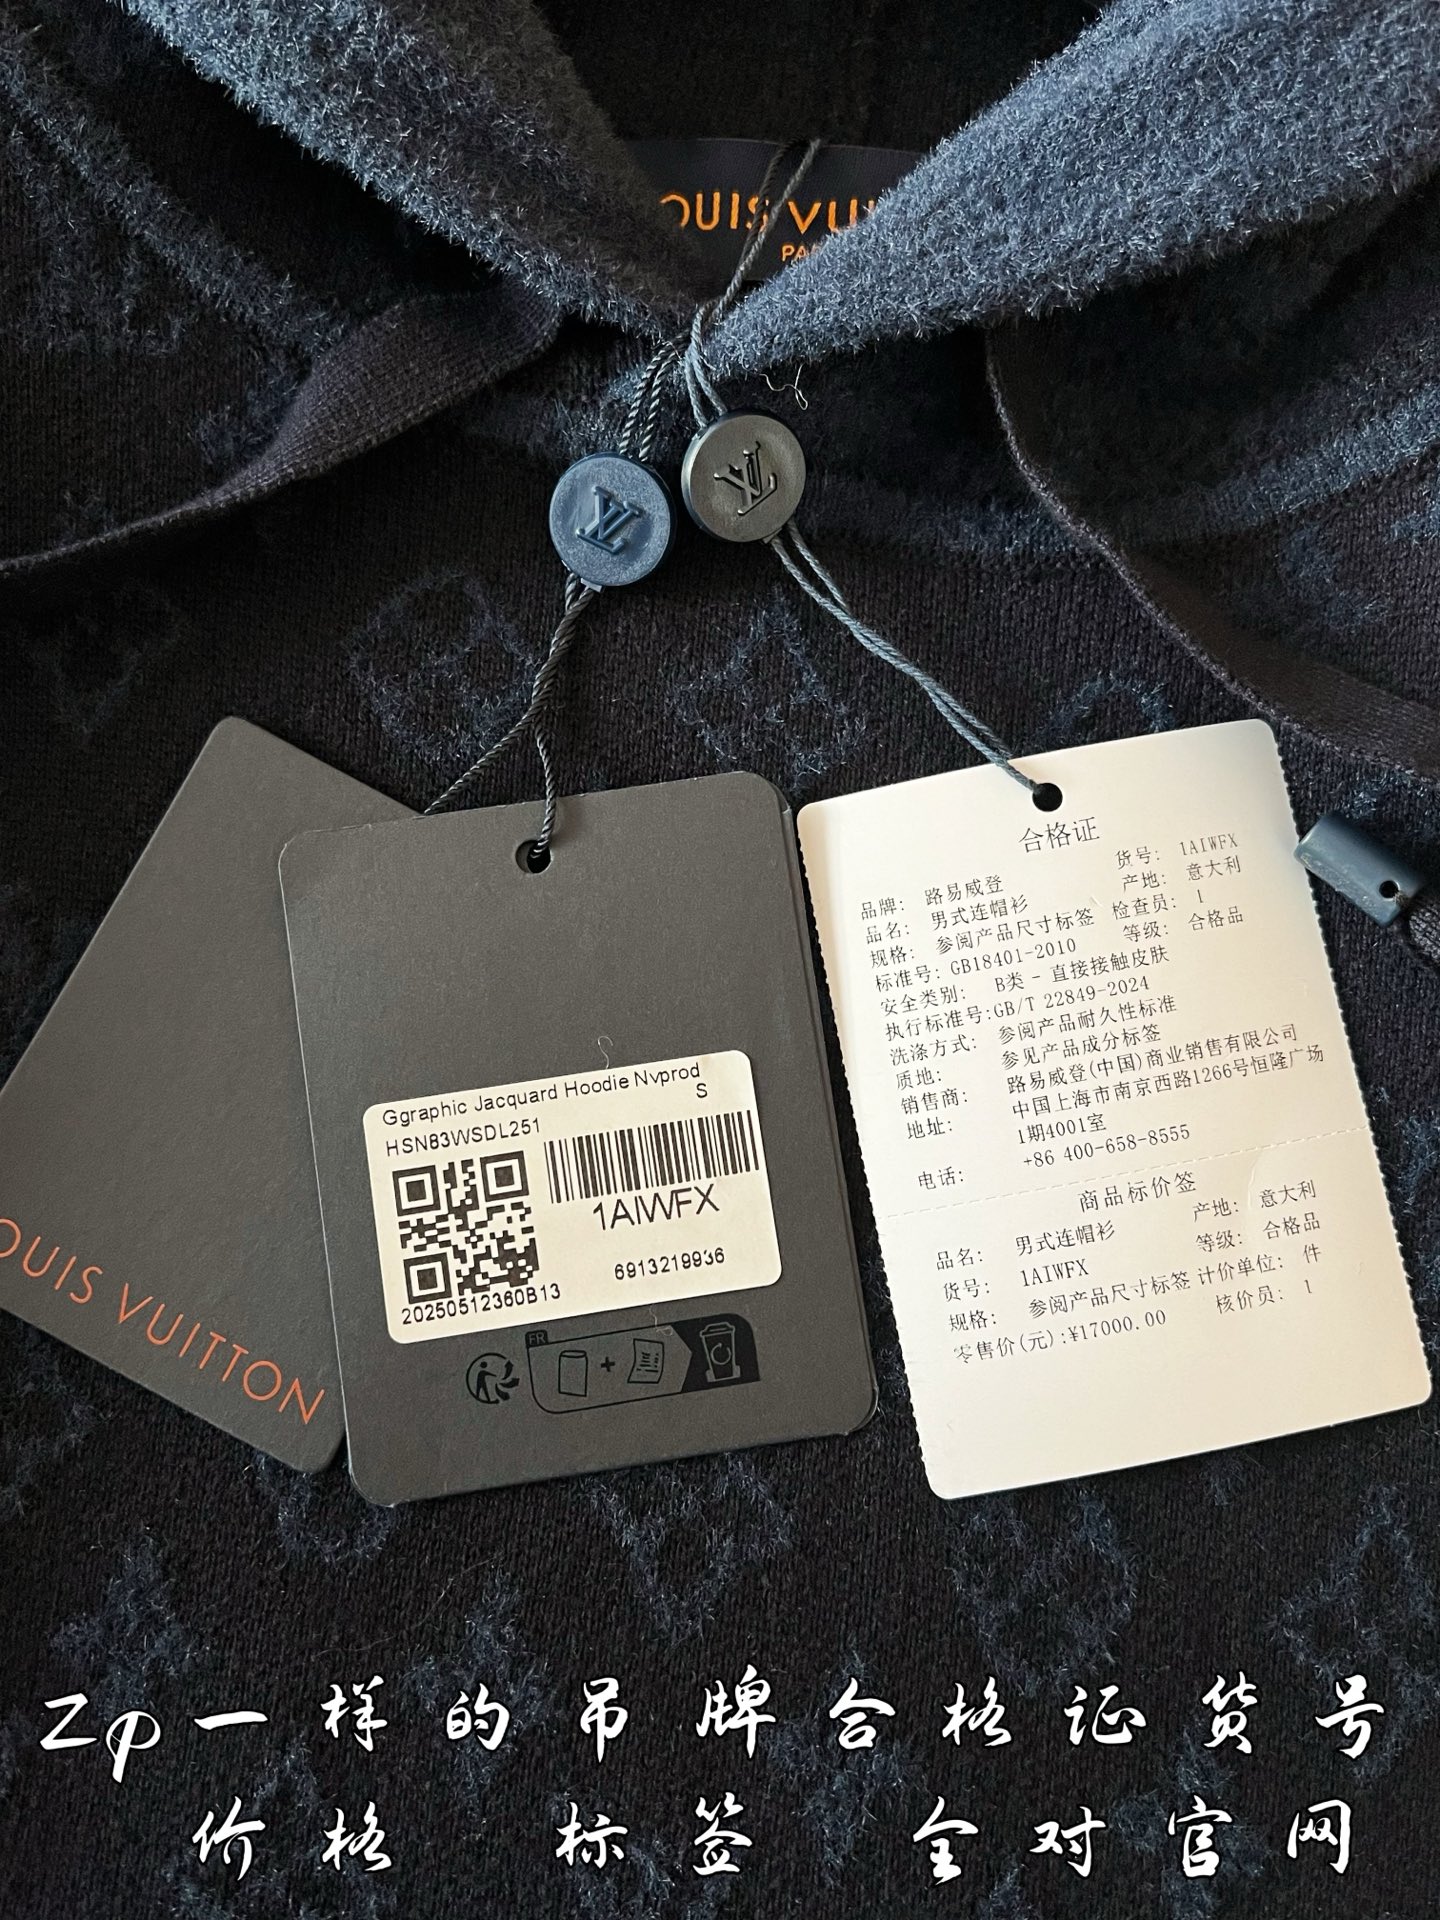 OUIS VUI
PA
OUIS VUITTON
Ggraphic Jacquard Hoodie Nvprod
HSN83WSDL251 S
1AIWFX
6913219936
20250512360B13
FR
合格证
品牌: 路易威登 货号: 1AIWFX
品名: 男式连帽衫 产地: 意大利
规格: 参阅产品尺寸标签 检查员: 1
标准号: GB18401-2010 等级: 合格品
安全类别: B类 - 直接接触皮肤
执行标准号:GB/T 22849-2024
洗涤方式: 参阅产品耐久性标准
质地: 参见产品成分标签
销售商: 路易威登(中国)商业销售有限公司
地址: 中国上海市南京西路1266号恒隆广场
1期4001室
电话: +86 400-658-8555
商品标价签
品名: 男式连帽衫 产地: 意大利
货号: 1AIWFX 等级: 合格品
规格: 参阅产品尺寸标签 计价单位: 件
零售价(元):¥17000.00 核价员: 1
Zp一样的吊牌合格证货号
价格 标签 全对官网